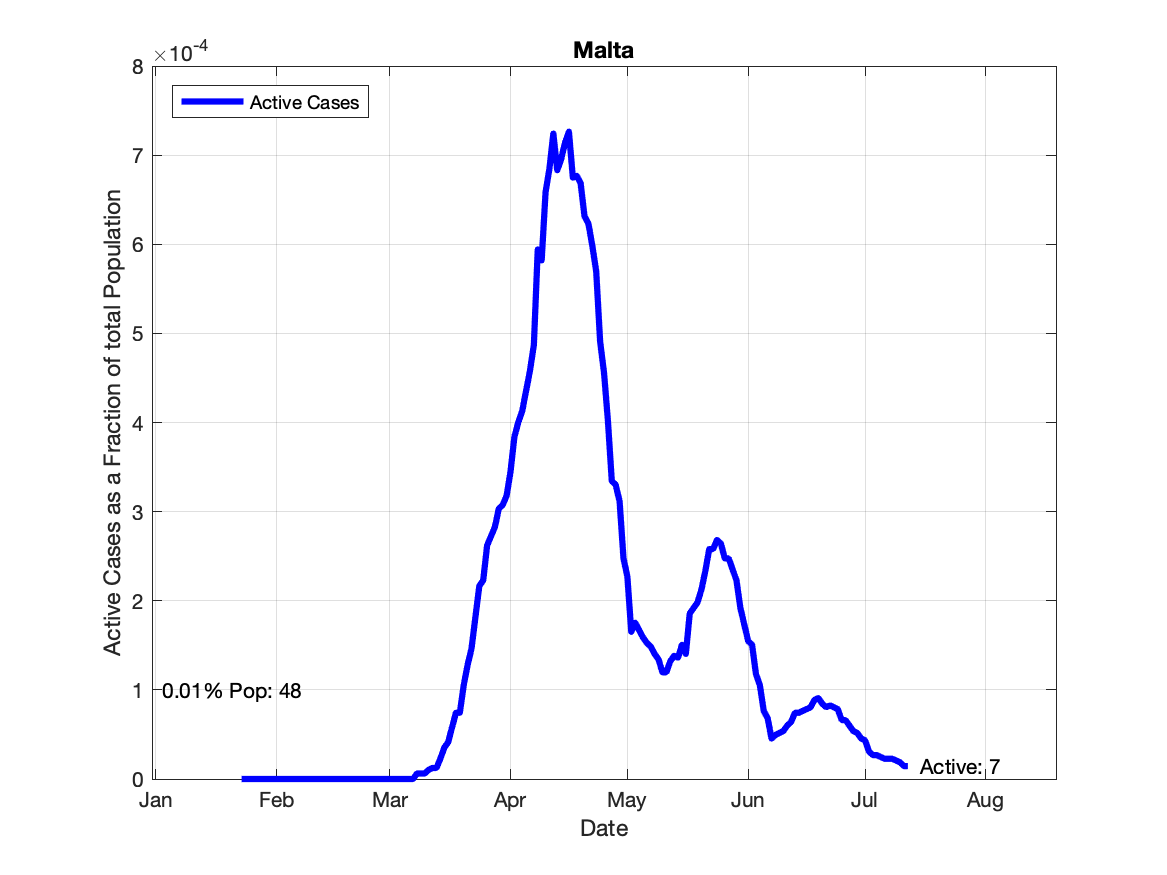 Malta
×10-4
Active Cases
8
7
6
5
4
3
2
1
0
Active Cases as a Fraction of total Population
0.01% Pop: 48
Active: 7
Jan Feb Mar Apr May Jun Jul Aug
Date